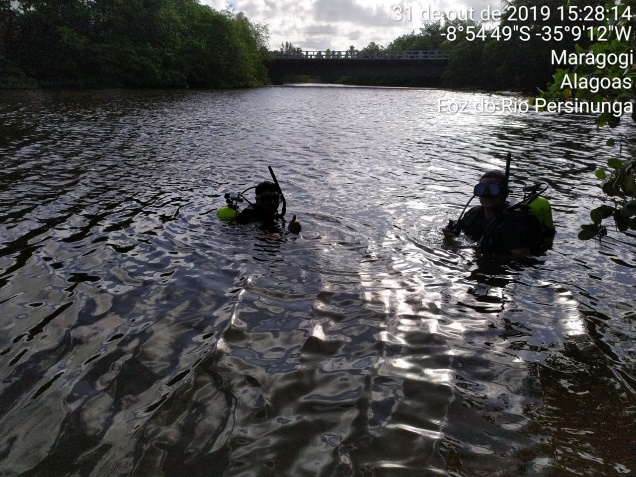 31 de out de 2019 15:28:14
-8°54'49"S -35°9'12"W
Maragogi
Alagoas
Foz do Rio Persinunga